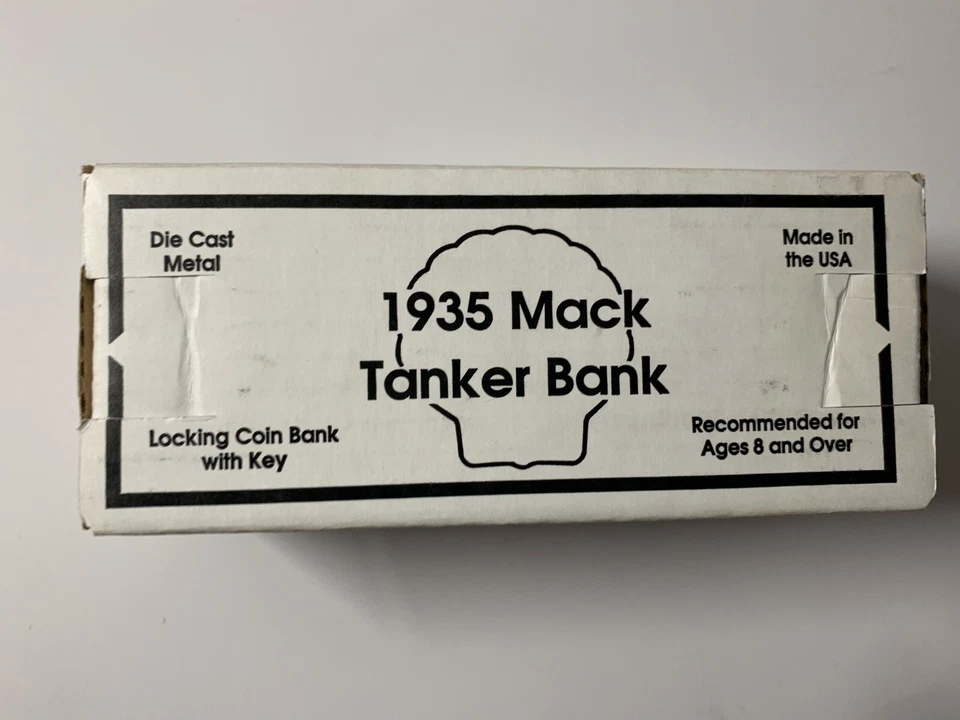 Die Cast
Metal
Made in
the USA
1935 Mack
Tanker Bank
Locking Coin Bank
with Key
Recommended for
Ages 8 and Over